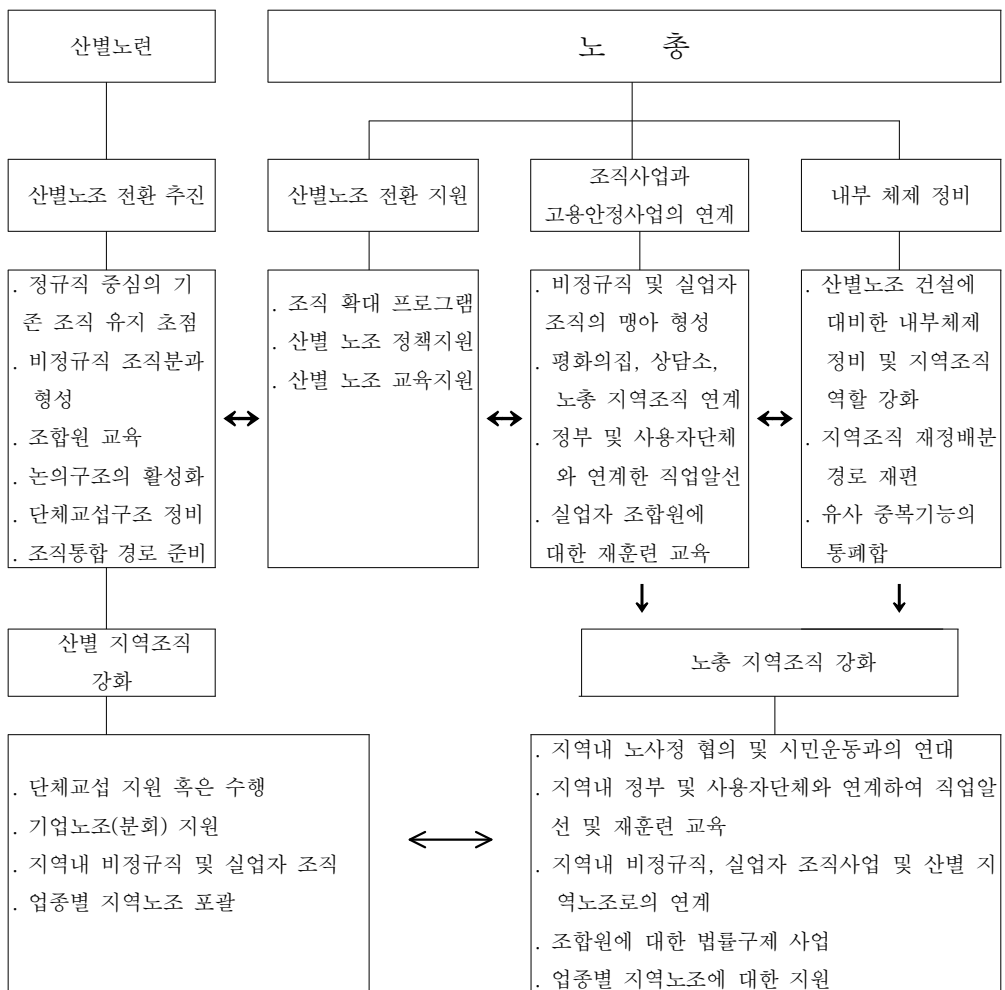 산별노련
노 총
산별노조 전환 추진
산별노조 전환 지원
조직사업과
고용안정사업의 연계
내부 체제 정비
. 정규직 중심의 기
존 조직 유지 초점
. 비정규직 조직분과
형성
. 조합원 교육
. 논의구조의 활성화
. 단체교섭구조 정비
. 조직통합 경로 준비
. 조직 확대 프로그램
. 산별 노조 정책지원
. 산별 노조 교육지원
. 비정규직 및 실업자
조직의 맹아 형성
. 평화의집, 상담소,
노총 지역조직 연계
. 정부 및 사용자단체
와 연계한 직업알선
. 실업자 조합원에
대한 재훈련 교육
. 산별노조 건설에
대비한 내부체제
정비 및 지역조직
역할 강화
. 지역조직 재정배분
경로 재편
. 유사 중복기능의
통폐합
산별 지역조직
강화
노총 지역조직 강화
. 단체교섭 지원 혹은 수행
. 기업노조(분회) 지원
. 지역내 비정규직 및 실업자 조직
. 업종별 지역노조 포괄
. 지역내 노사정 협의 및 시민운동과의 연대
. 지역내 정부 및 사용자단체와 연계하여 직업알
선 및 재훈련 교육
. 지역내 비정규직, 실업자 조직사업 및 산별 지
역노조로의 연계
. 조합원에 대한 법률구제 사업
. 업종별 지역노조에 대한 지원